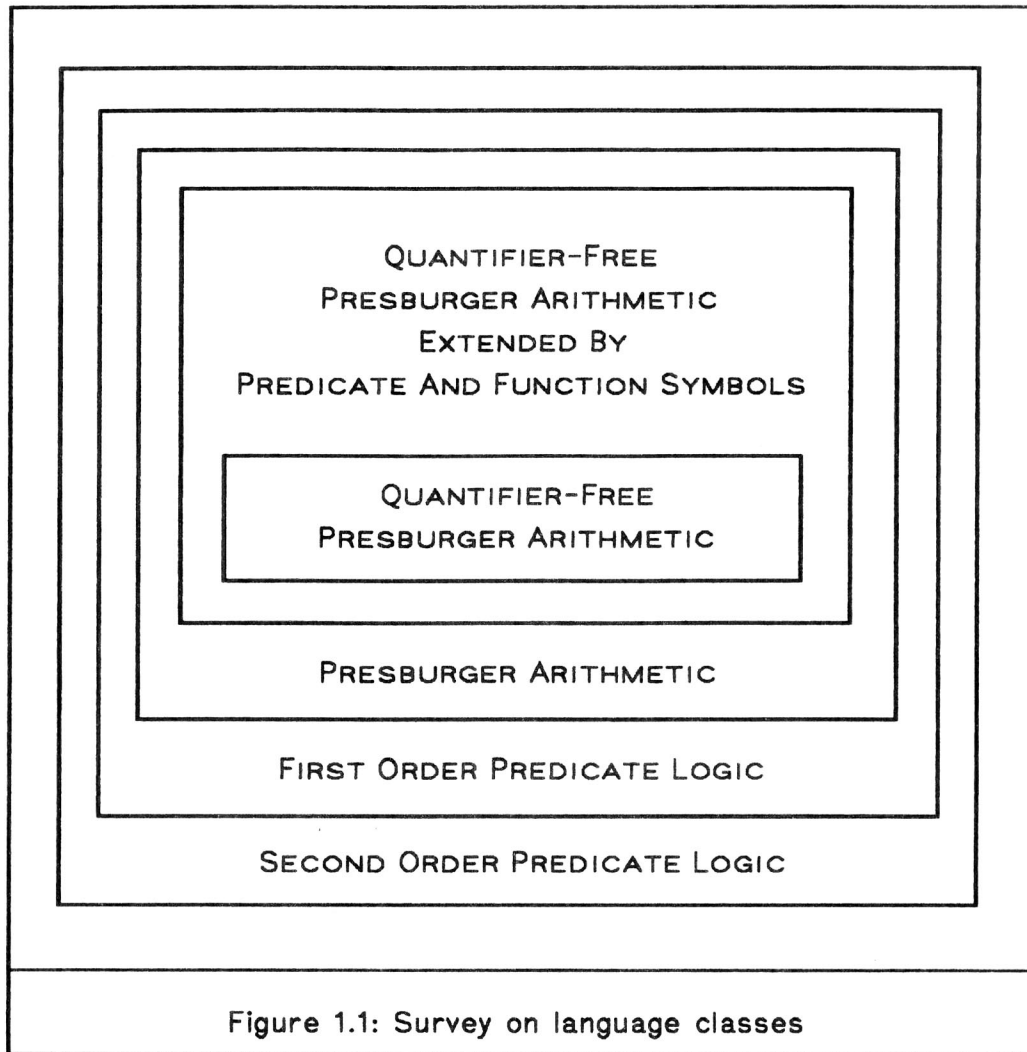 QUANTIFIER-FREE
PRESBURGER ARITHMETIC
EXTENDED BY
PREDICATE AND FUNCTION SYMBOLS
QUANTIFIER-FREE
PRESBURGER ARITHMETIC
PRESBURGER ARITHMETIC
FIRST ORDER PREDICATE LOGIC
SECOND ORDER PREDICATE LOGIC
Figure 1.1: Survey on language classes